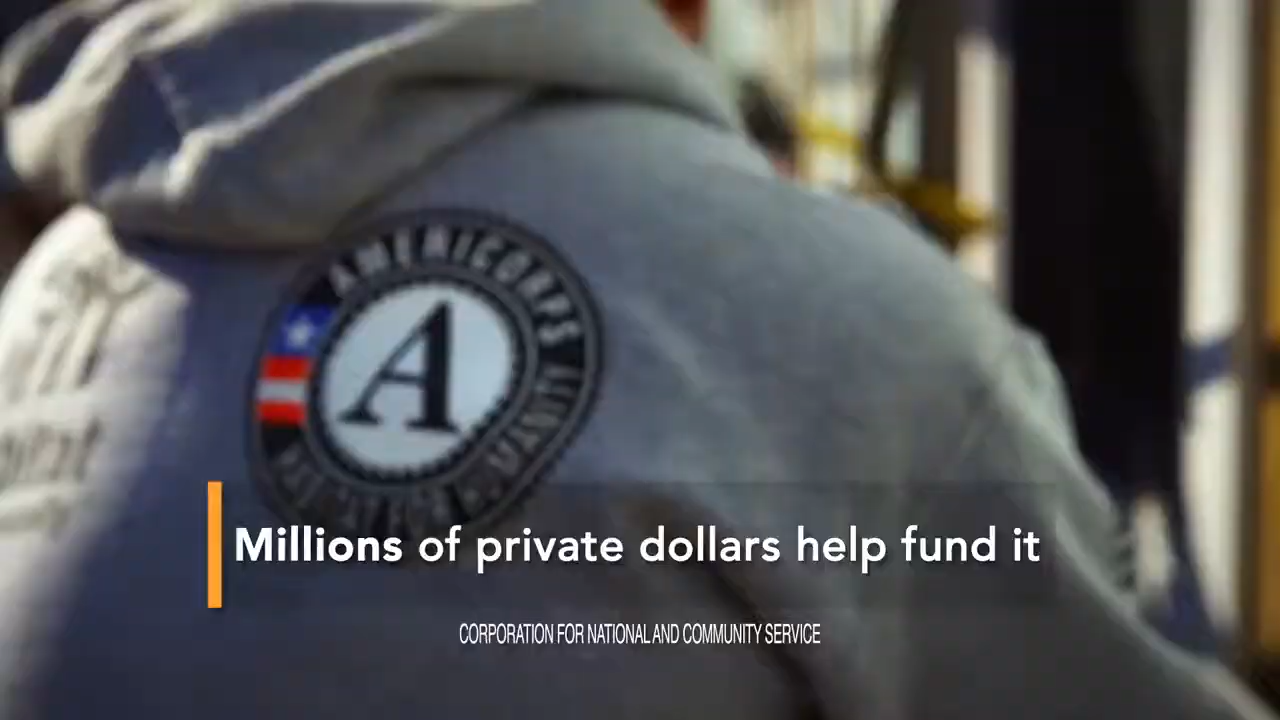 AMERICORPS
A
Millions of private dollars help fund it
CORPORATION FOR NATIONAL AND COMMUNITY SERVICE